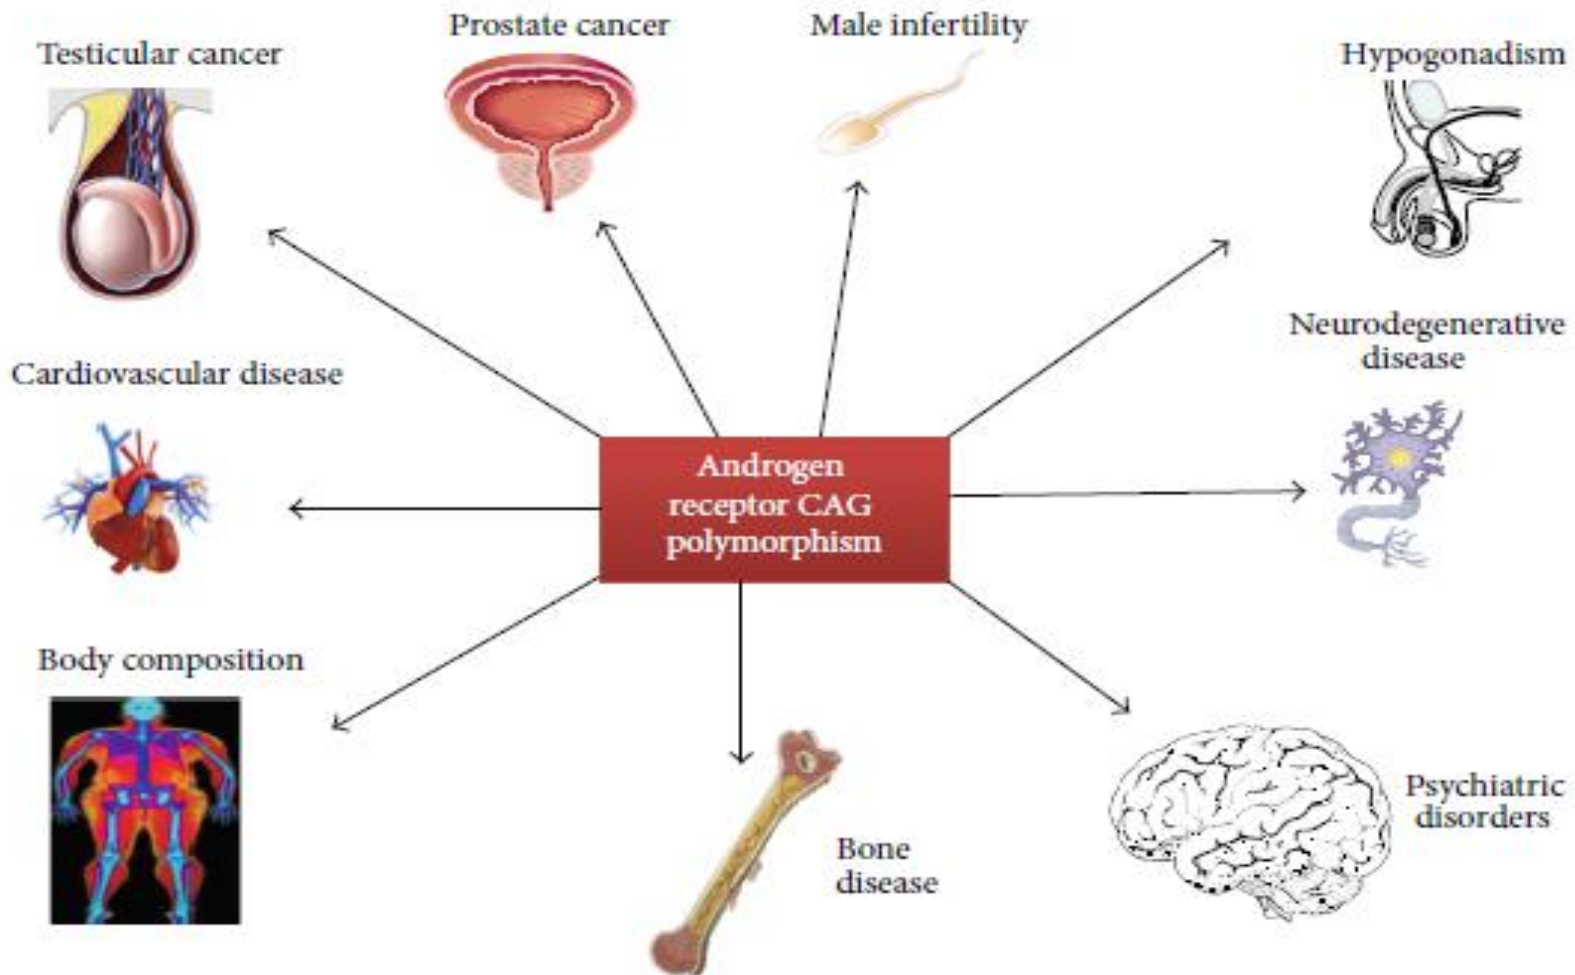 Prostate cancer
Male infertility
Testicular cancer
Hypogonadism
Neurodegenerative
disease
Cardiovascular disease
Androgen
receptor CAG
polymorphism
Body composition
Psychiatric
disorders
Bone
disease